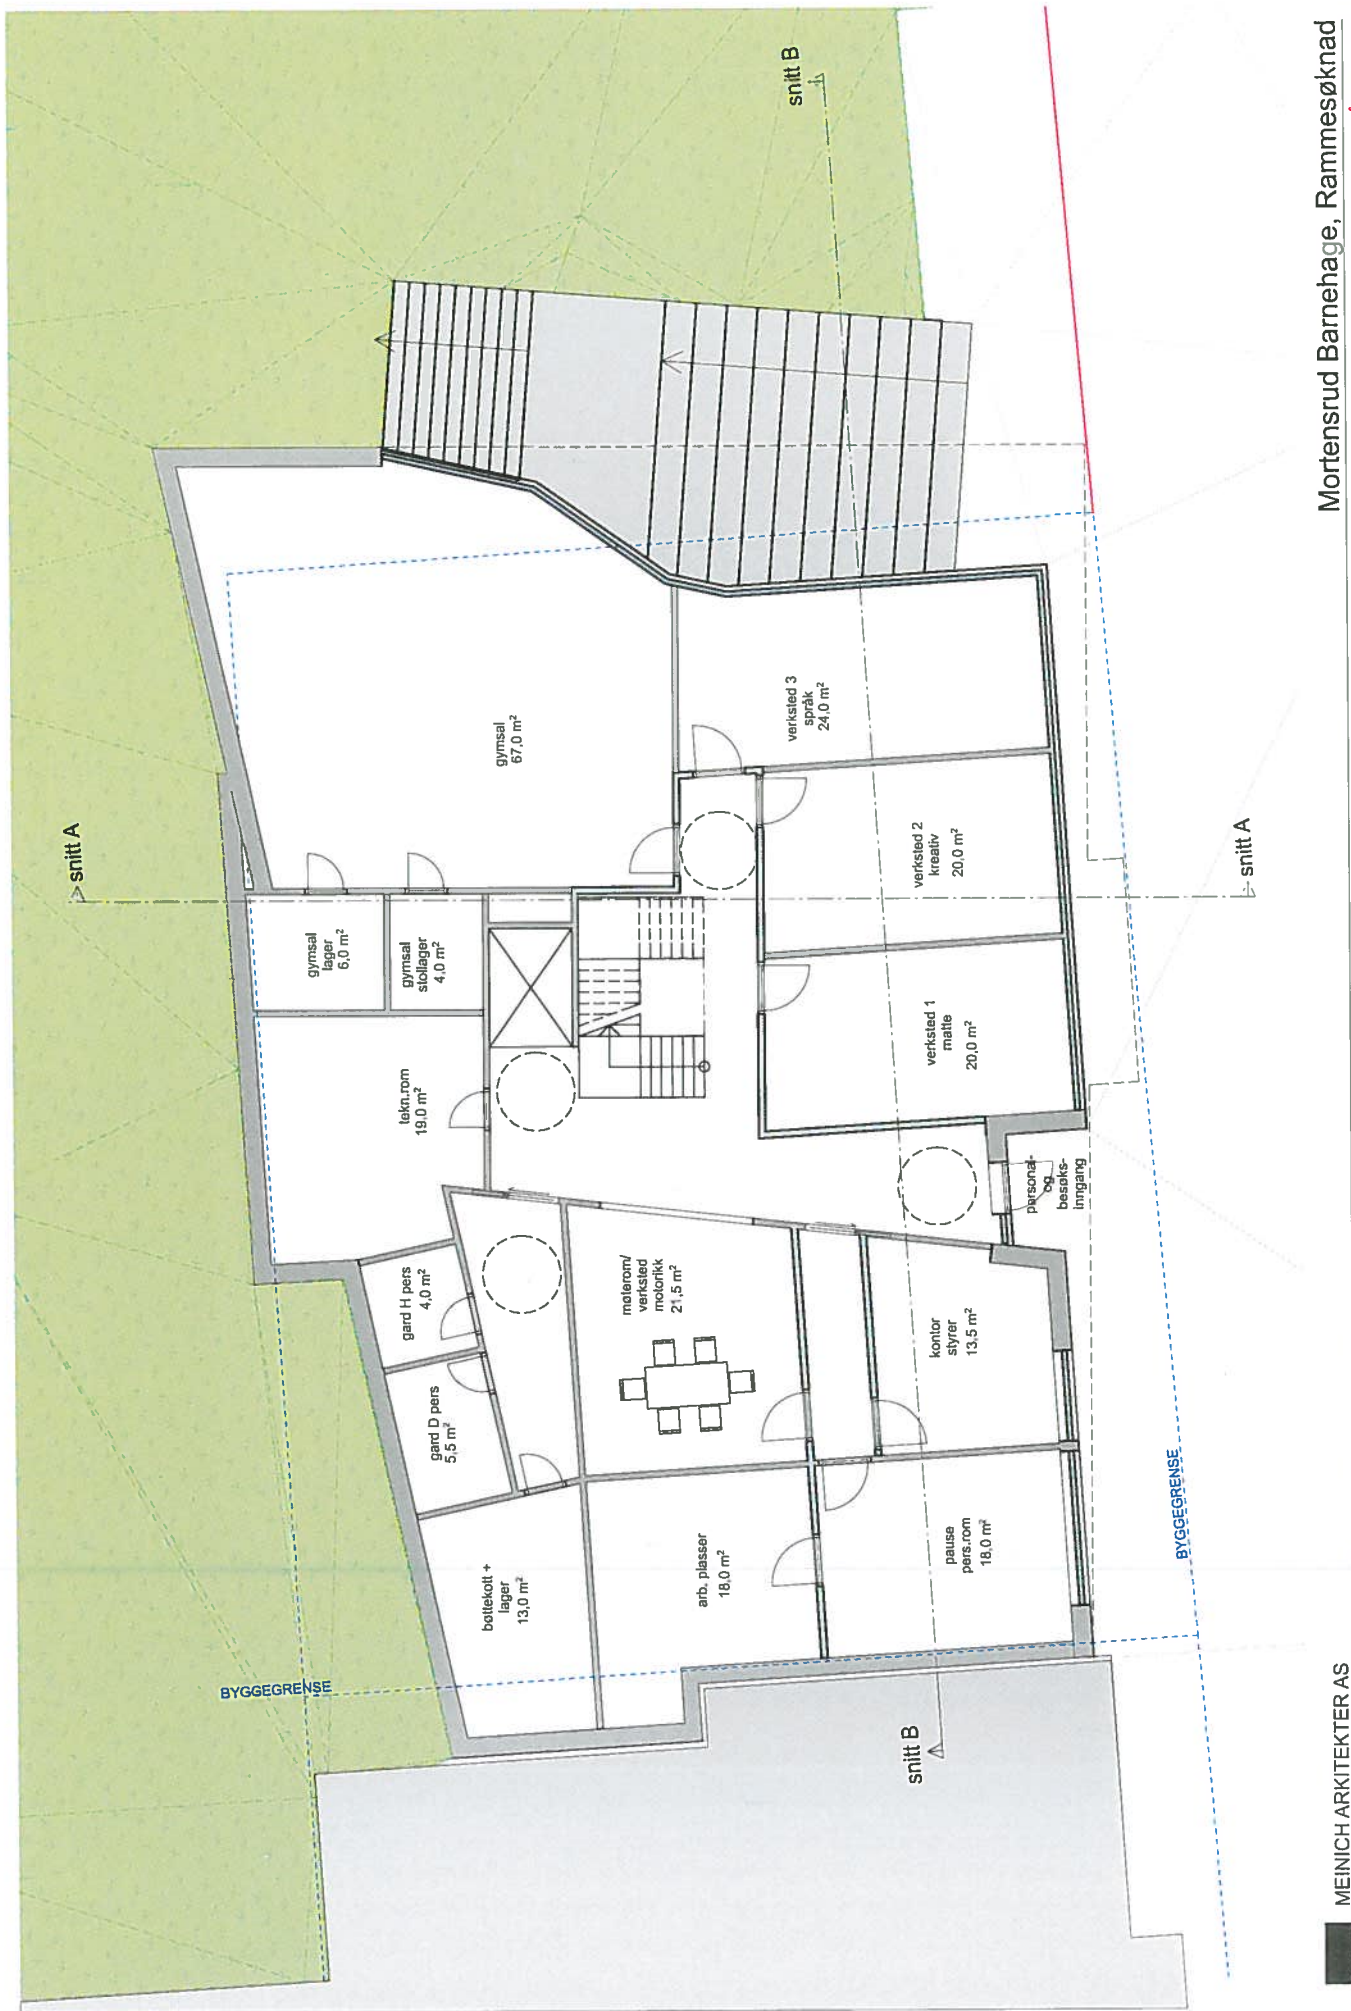 snitt B
snitt A
gymsal
67,0 m²
verksted 3
språk
24,0 m²
gymsal
lager
6,0 m²
gymsal
stollager
4,0 m²
verksted 2
kreativ
20,0 m²
snitt A
tekn.rom
19,0 m²
verksted 1
matte
20,0 m²
personal-
og
besøks-
inngang
gard H pers
4,0 m²
møterom/
verksted
motorikk
21,5 m²
kontor
styrer
13,5 m²
gard D pers
5,5 m²
bøttekott +
lager
13,0 m²
arb. plasser
18,0 m²
pause
pers.rom
18,0 m²
BYGGEGRENSE
BYGGEGRENSE
snitt B
Mortensrud Barnehage, Rammesøknad
MEINICH ARKITEKTER AS